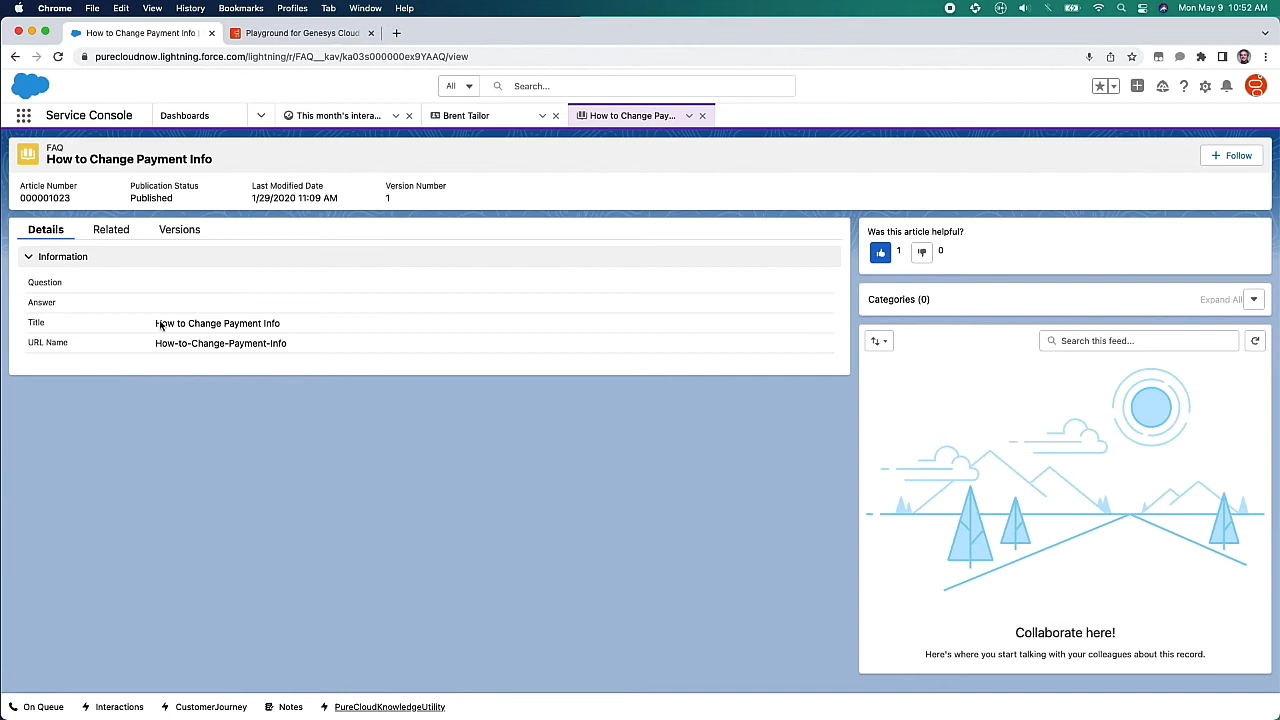 Chrome File Edit View History Bookmarks Profiles Tab Window Help Mon May 9 10:52 AM
How to Change Payment Info | Playground for Genesys Cloud
purecloudnow.lightning.force.com/lightning/r/FAQ__kav/ka03s000000ex9YAAQ/view
All Search...
Service Console Dashboards This month's intera... Brent Tailor How to Change Pay...
FAQ
How to Change Payment Info
Follow
Article Number Publication Status Last Modified Date Version Number
000001023 Published 1/29/2020 11:09 AM 1
Details Related Versions
Information
Question
Answer
Title How to Change Payment Info
URL Name How-to-Change-Payment-Info
Was this article helpful?
1 0
Categories (0) Expand All
Search this feed...
Collaborate here!
Here's where you start talking with your colleagues about this record.
On Queue Interactions CustomerJourney Notes PureCloudKnowledgeUtility